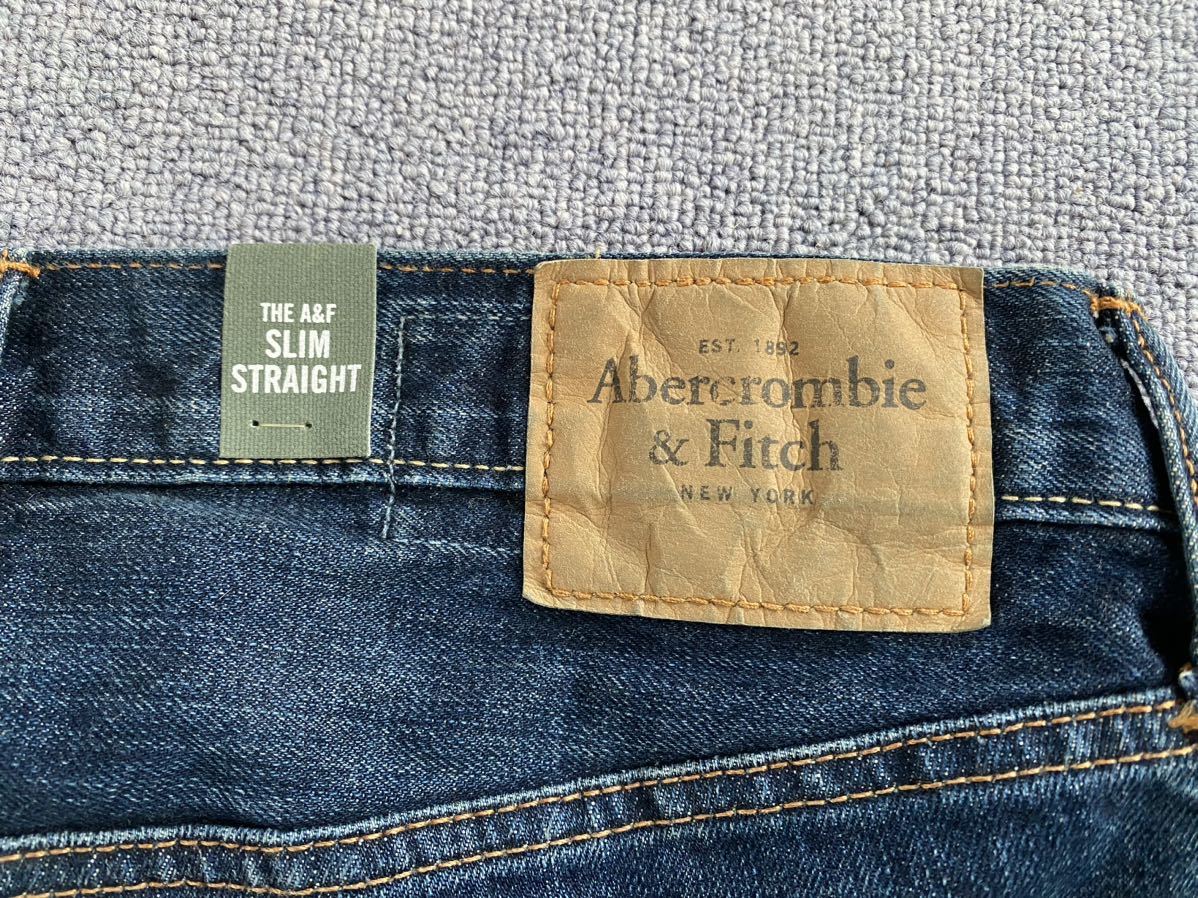 THE A&F
SLIM
STRAIGHT
EST. 1892
Abercrombie
& Fitch
NEW YORK